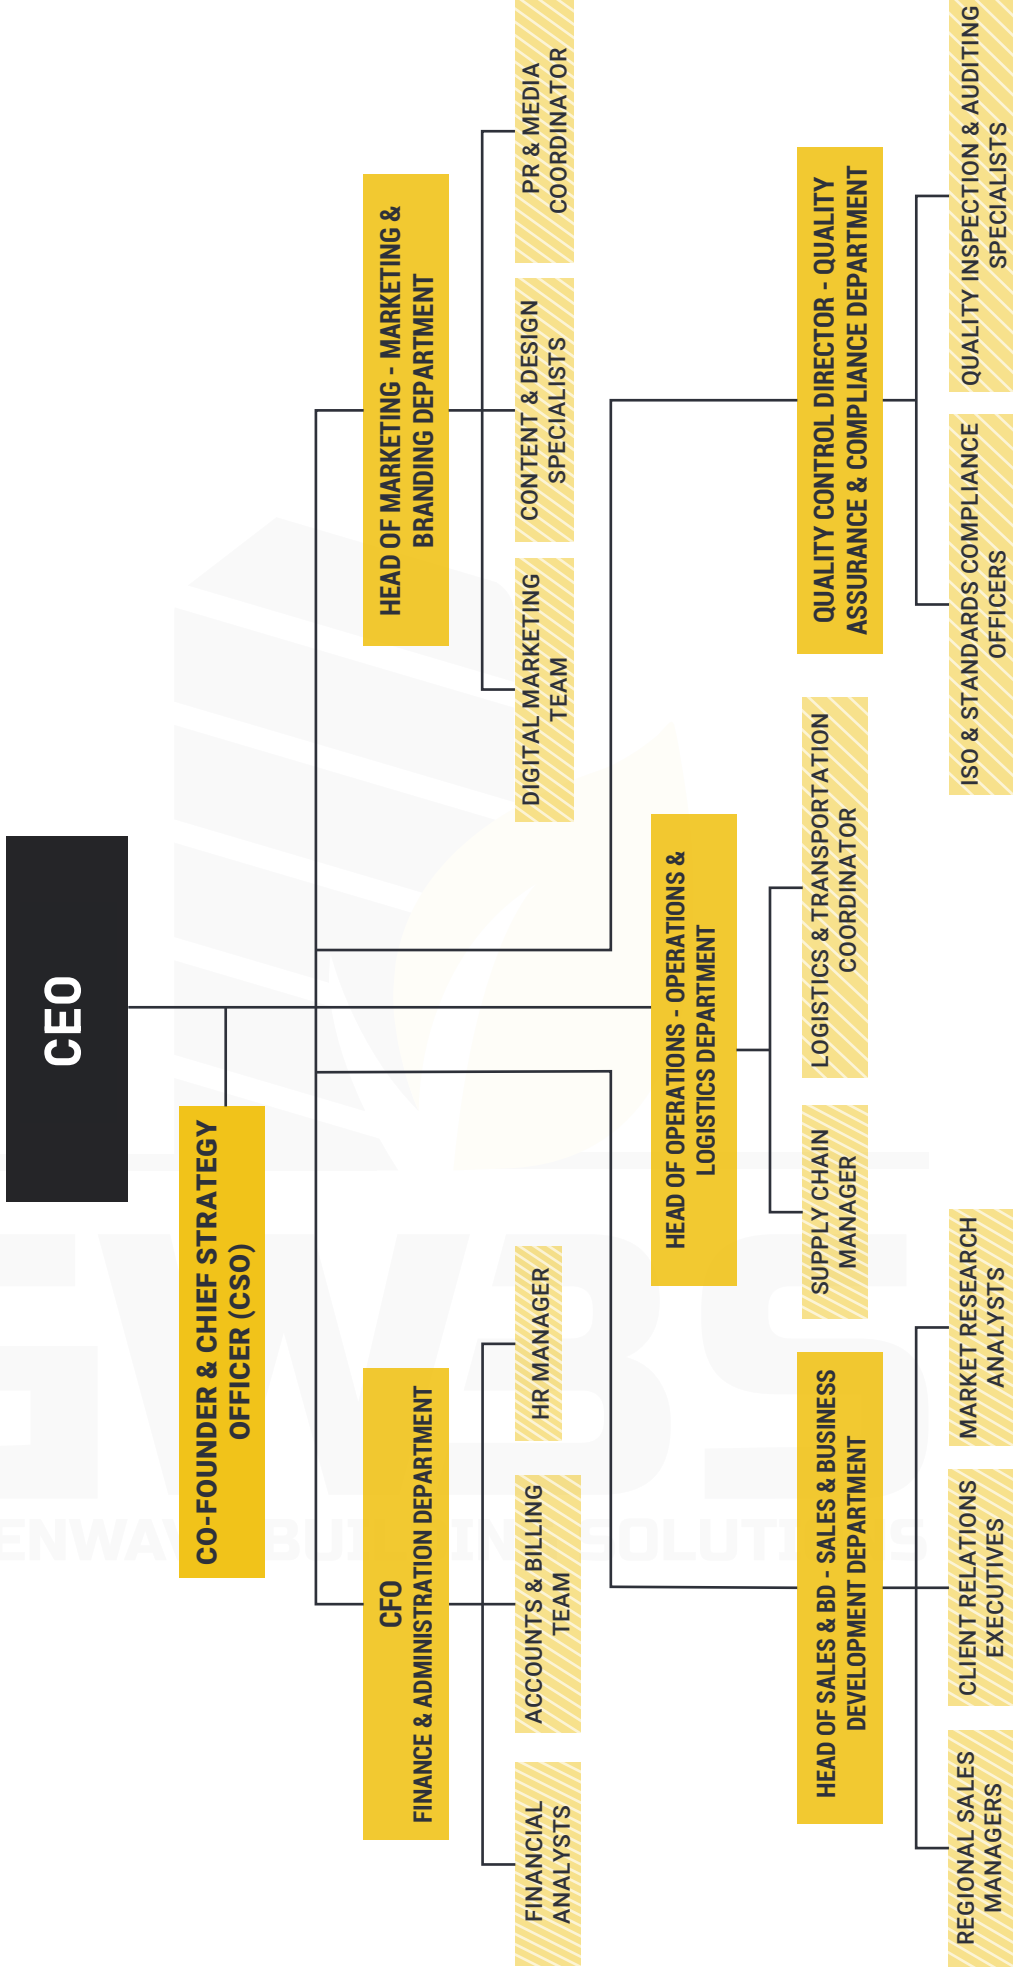 CEO
CO-FOUNDER & CHIEF STRATEGY
OFFICER (CSO)
CFO
FINANCE & ADMINISTRATION DEPARTMENT
HEAD OF MARKETING - MARKETING &
BRANDING DEPARTMENT
FINANCIAL
ANALYSTS
ACCOUNTS & BILLING
TEAM
HR MANAGER
DIGITAL MARKETING
TEAM
CONTENT & DESIGN
SPECIALISTS
PR & MEDIA
COORDINATOR
HEAD OF OPERATIONS - OPERATIONS &
LOGISTICS DEPARTMENT
SUPPLY CHAIN
MANAGER
LOGISTICS & TRANSPORTATION
COORDINATOR
HEAD OF SALES & BD - SALES & BUSINESS
DEVELOPMENT DEPARTMENT
QUALITY CONTROL DIRECTOR - QUALITY
ASSURANCE & COMPLIANCE DEPARTMENT
REGIONAL SALES
MANAGERS
CLIENT RELATIONS
EXECUTIVES
MARKET RESEARCH
ANALYSTS
ISO & STANDARDS COMPLIANCE
OFFICERS
QUALITY INSPECTION & AUDITING
SPECIALISTS
GWBS